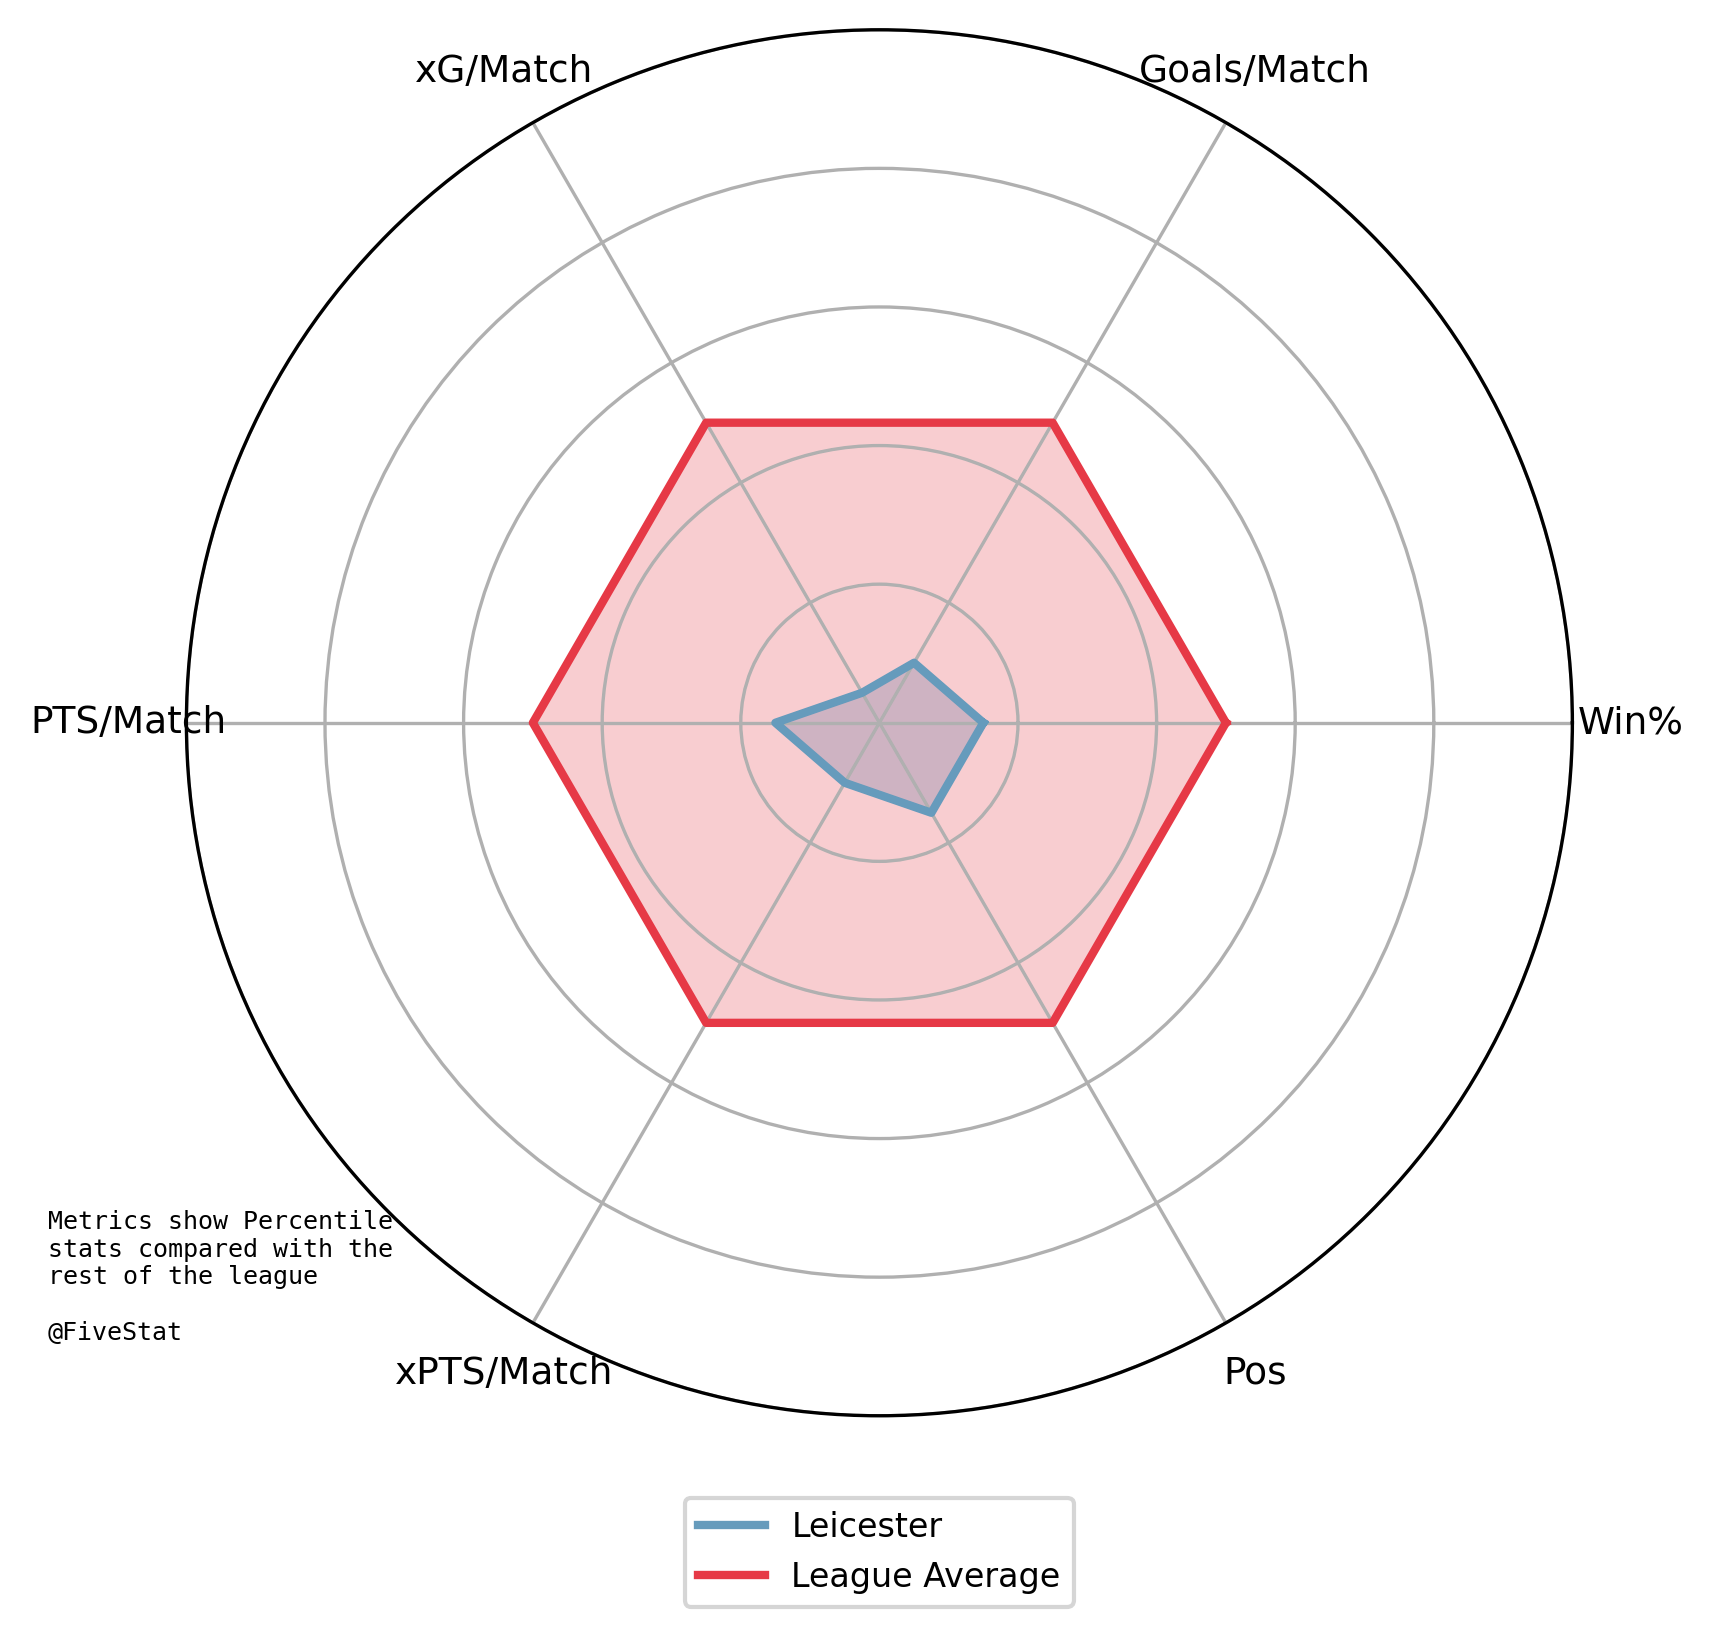 xG/Match
Goals/Match
PTS/Match
Win%
Metrics show Percentile
stats compared with the
rest of the league
@FiveStat
xPTS/Match
Pos
Leicester
League Average